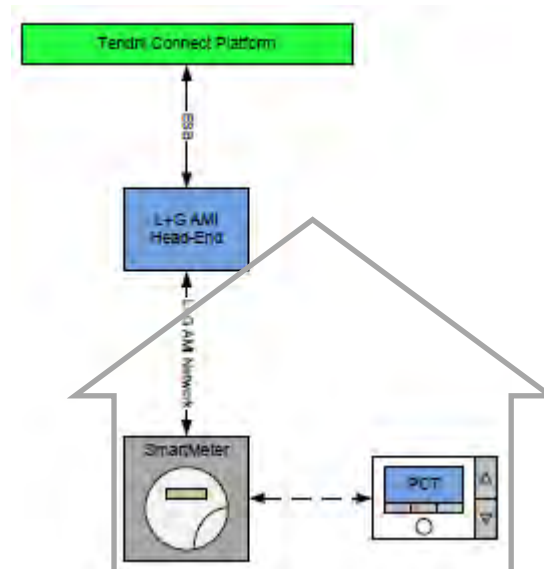 Tendril Connect Platform
ESB
L+G AMI
Head-End
L+G AMI Network
SmartMeter
PCT